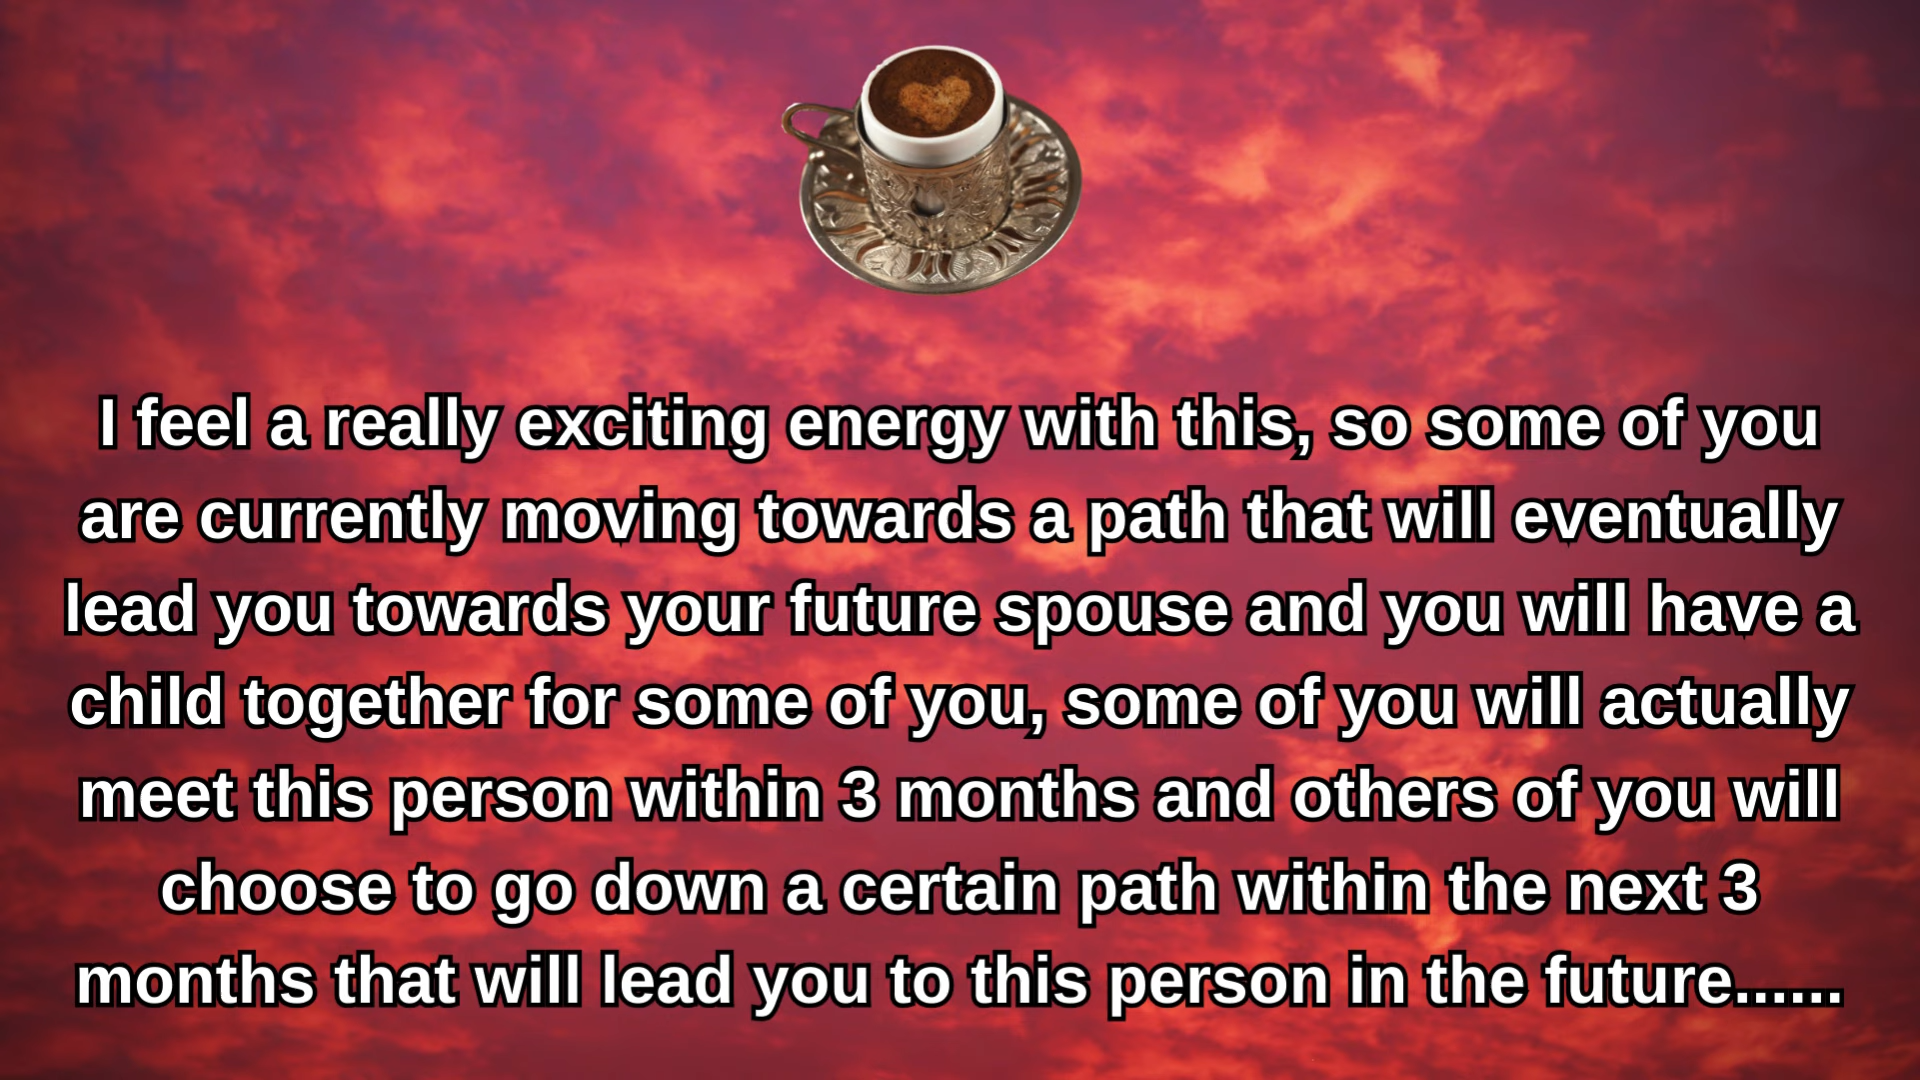 I feel a really exciting energy with this, so some of you
are currently moving towards a path that will eventually
lead you towards your future spouse and you will have a
child together for some of you, some of you will actually
meet this person within 3 months and others of you will
choose to go down a certain path within the next 3
months that will lead you to this person in the future......